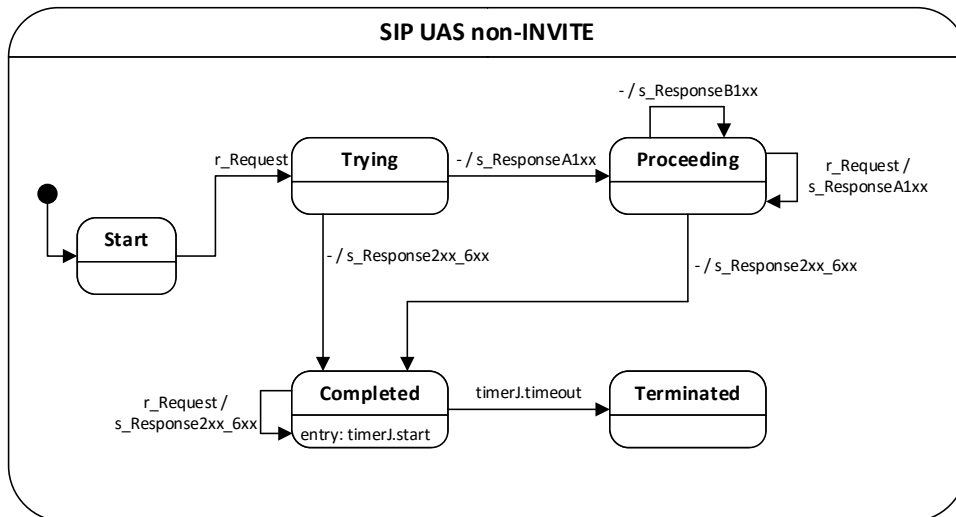 SIP UAS non-INVITE
- / s_ResponseB1xx
r_Request
Trying
- / s_ResponseA1xx
Proceeding
r_Request /
s_ResponseA1xx
Start
- / s_Response2xx_6xx
- / s_Response2xx_6xx
r_Request /
s_Response2xx_6xx
Completed
entry: timerJ.start
timerJ.timeout
Terminated